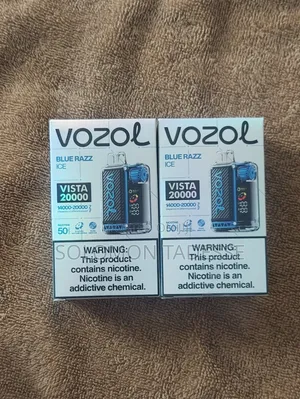 VOZOL
BLUE RAZZ
ICE
VISTA
20000
14000-20000
50
WARNING:
This product
contains nicotine.
Nicotine is an
addictive chemical.
VOZOL
BLUE RAZZ
ICE
VISTA
20000
14000-20000
50
WARNING:
This product
contains nicotine.
Nicotine is an
addictive chemical.